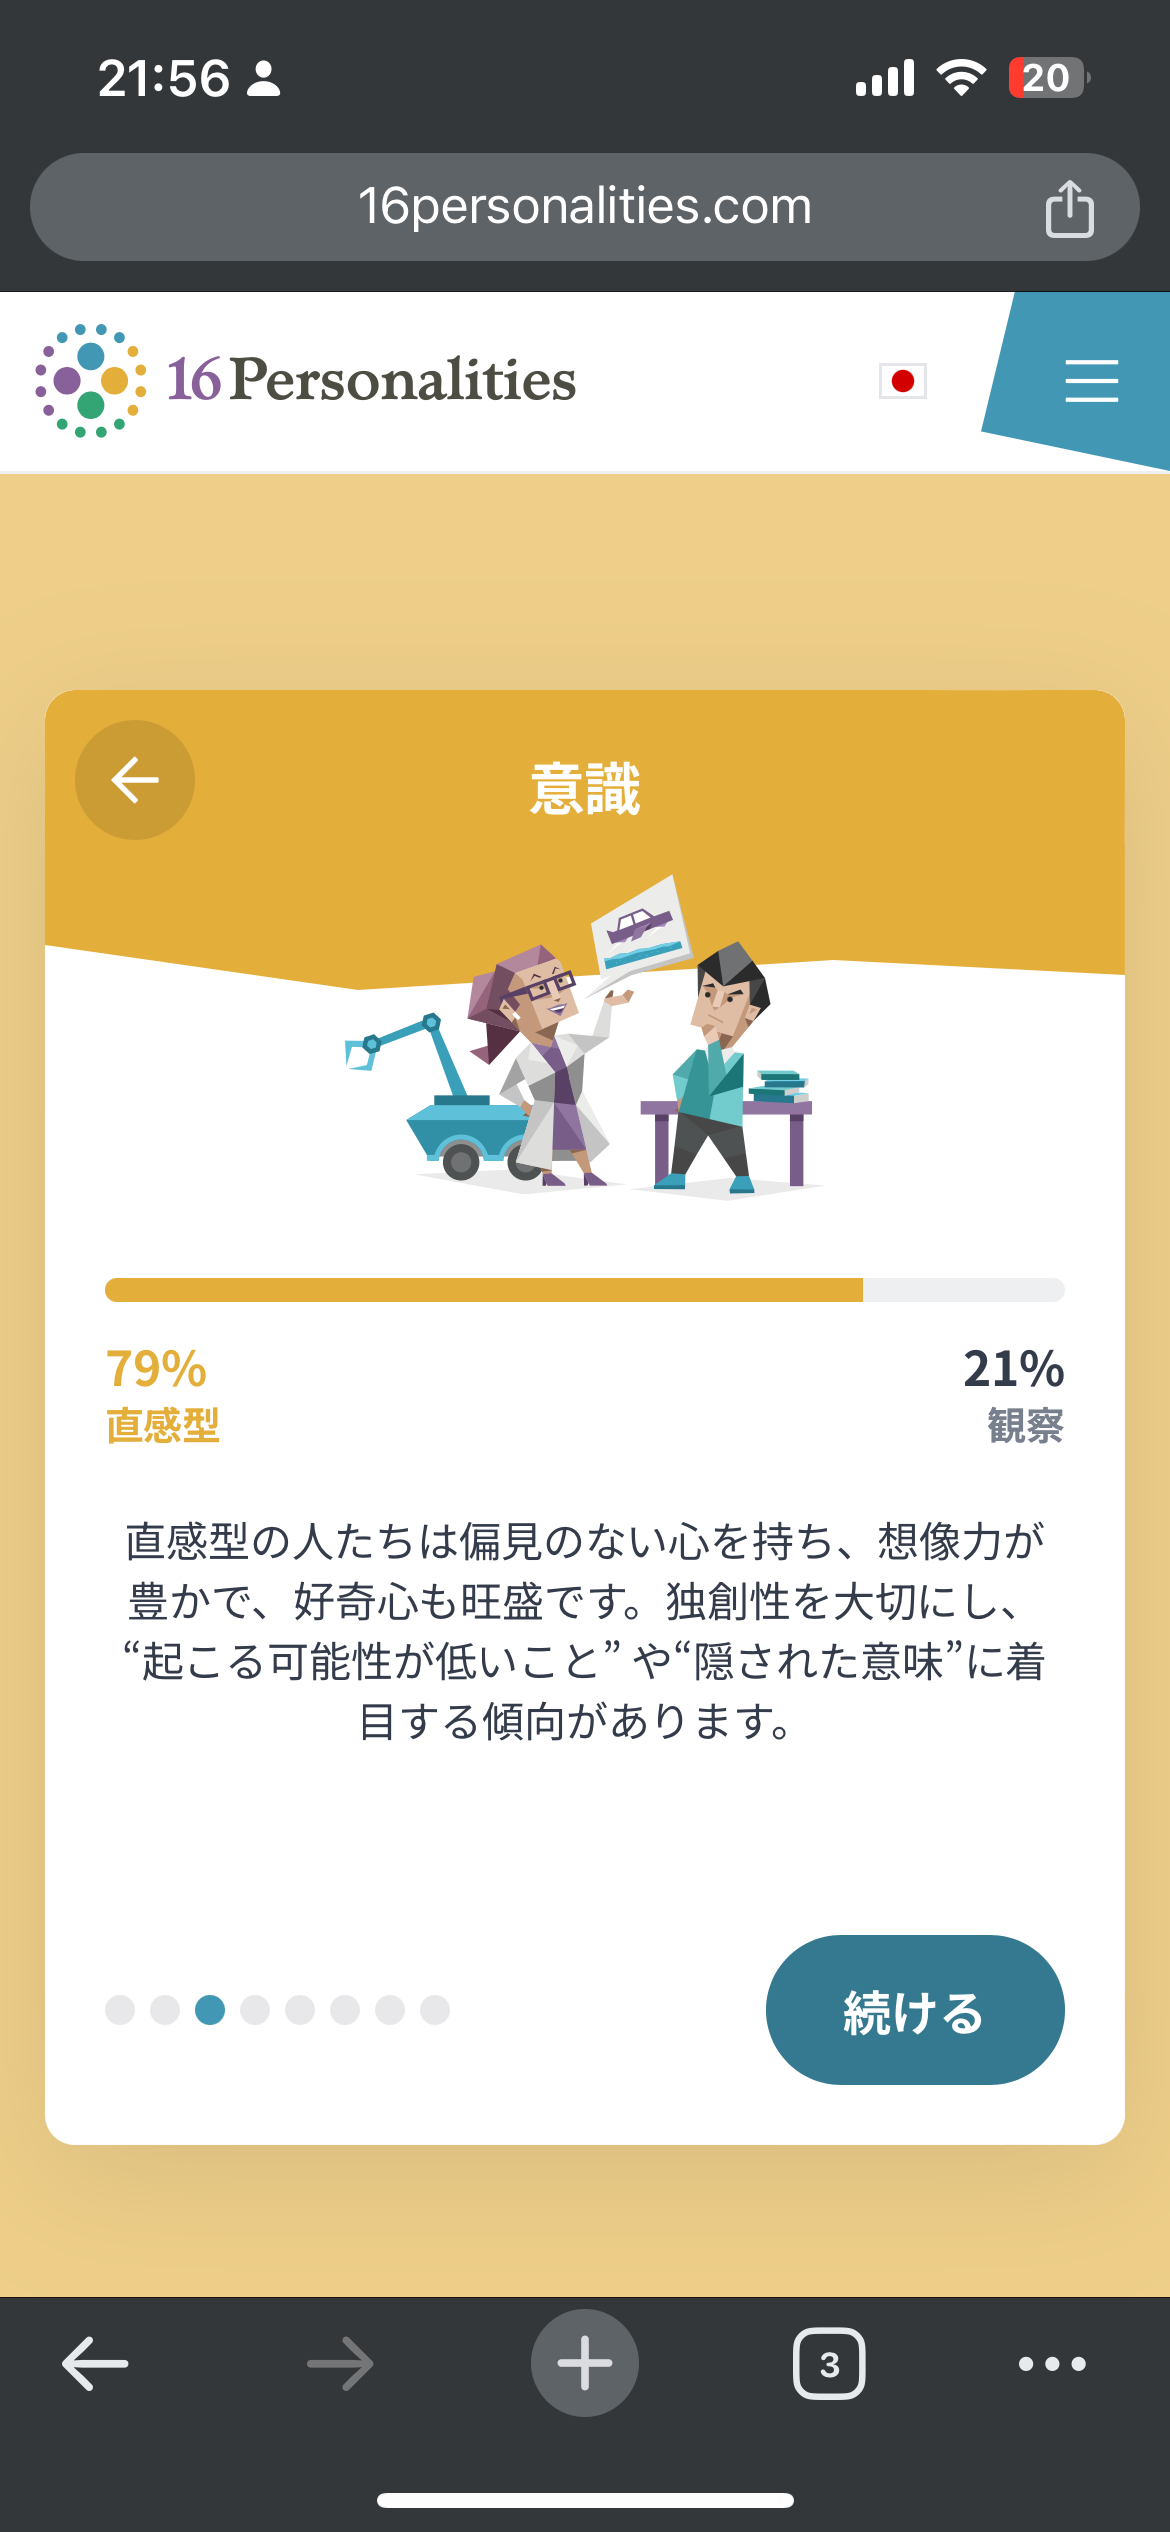 21:56
20
16personalities.com
16Personalities
意識
79%
21%
直感型
観察
直感型の人たちは偏見のない心を持ち、想像力が
豊かで、好奇心も旺盛です。独創性を大切にし、
“起こる可能性が低いこと” や“隠された意味”に着
目する傾向があります。
続ける
3